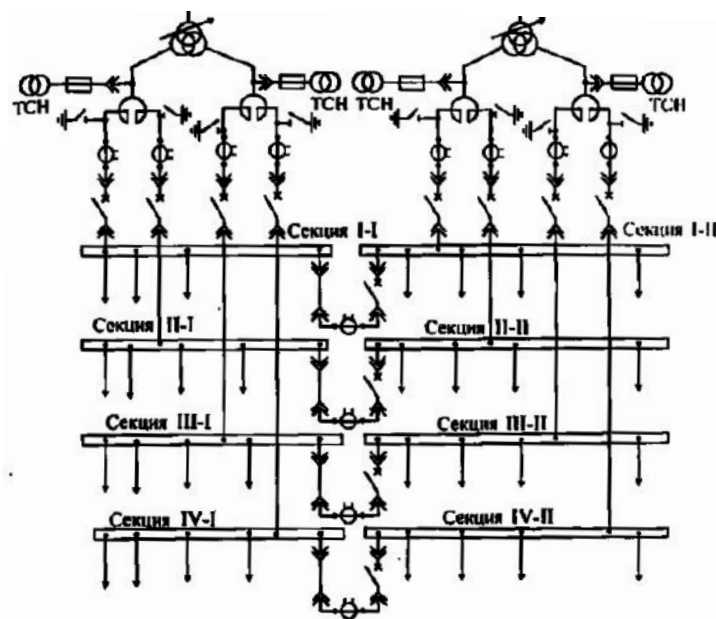 ТСН
ТСН
ТСН
ТСН
Секция I-I
Секция I-II
Секция II-I
Секция II-II
Секция III-I
Секция III-II
Секция IV-I
Секция IV-II